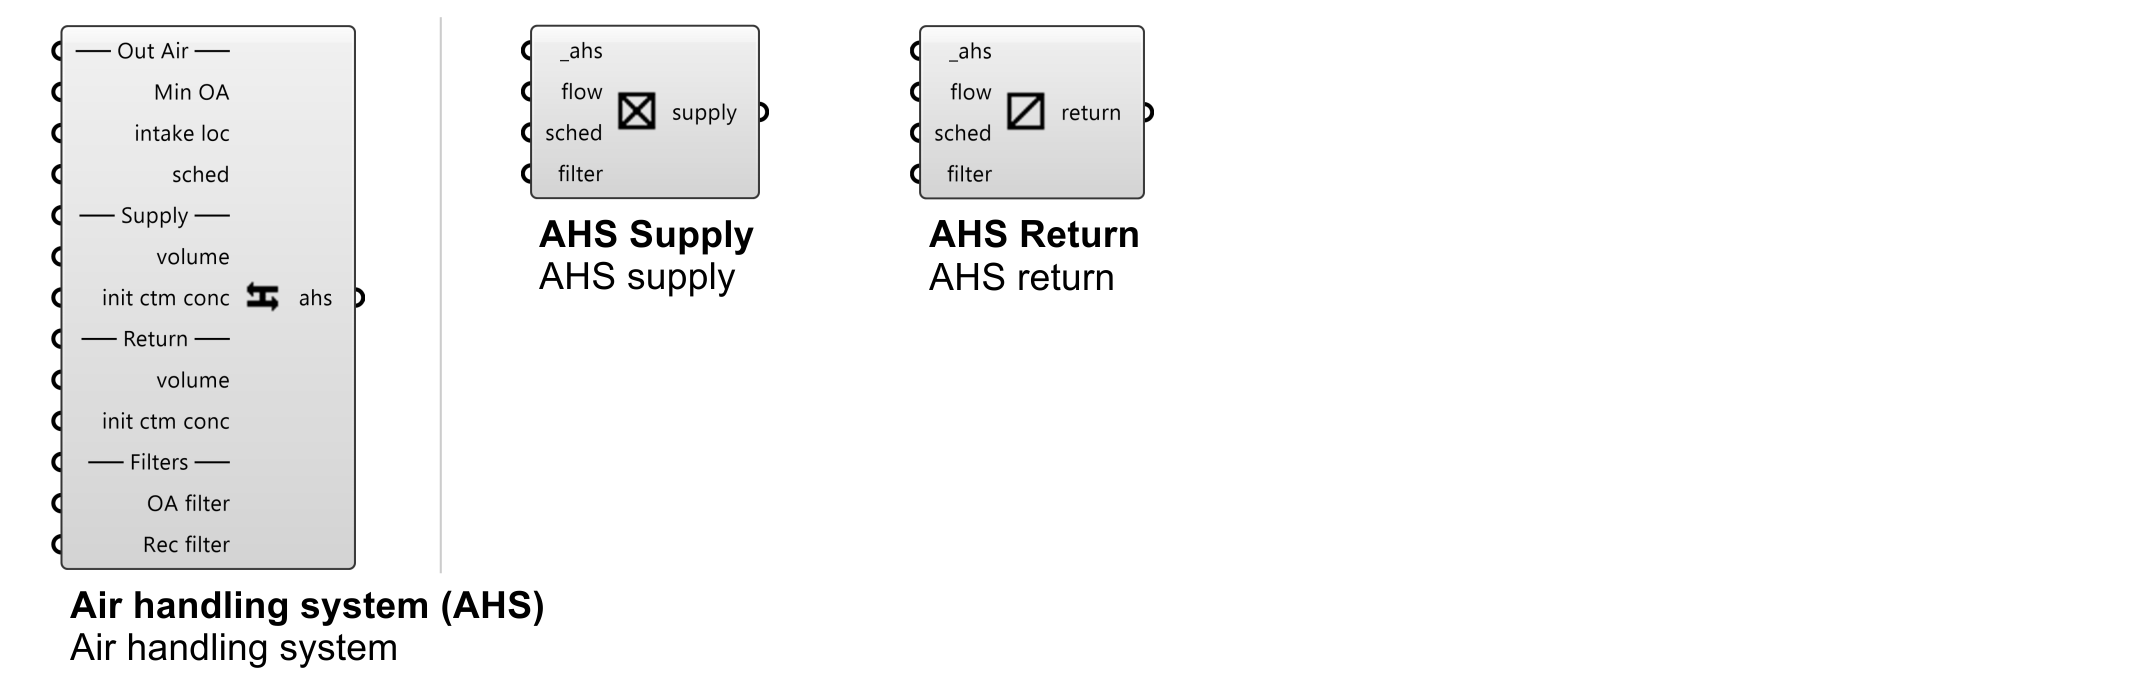 Out Air
Min OA
intake loc
sched
Supply
volume
init ctm conc
ahs
Return
volume
init ctm conc
Filters
OA filter
Rec filter
Air handling system (AHS)
Air handling system
_ahs
flow
sched
filter
supply
AHS Supply
AHS supply
_ahs
flow
sched
filter
return
AHS Return
AHS return